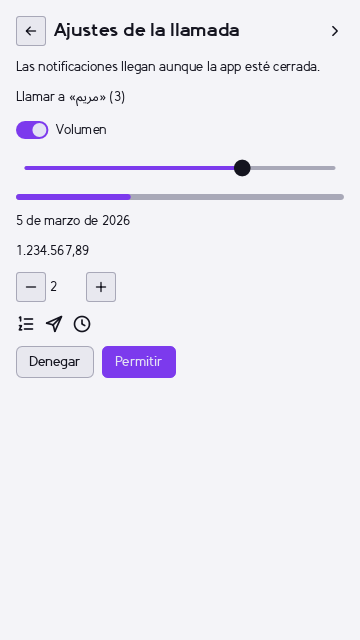 Ajustes de la llamada
Las notificaciones llegan aunque la app esté cerrada.
Llamar a «مريم» (3)
Volumen
5 de marzo de 2026
1.234.567,89
2
Denegar
Permitir